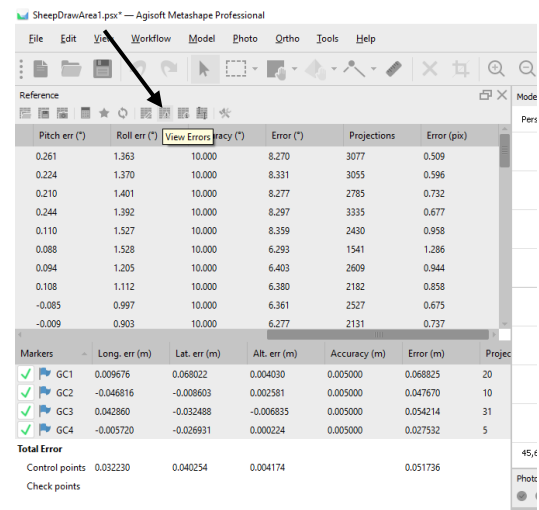 SheepDrawArea1.psx* — Agisoft Metashape Professional
File Edit View Workflow Model Photo Ortho Tools Help
Reference
Mode
Pers
View Errors
Pitch err (°) Roll err (°) racy (°) Error (°) Projections Error (pix)
0.261 1.363 10.000 8.270 3077 0.509
0.224 1.370 10.000 8.331 3055 0.596
0.210 1.401 10.000 8.277 2785 0.732
0.244 1.392 10.000 8.297 3335 0.677
0.110 1.527 10.000 8.359 2430 0.958
0.088 1.528 10.000 6.293 1541 1.286
0.094 1.205 10.000 6.403 2609 0.944
0.108 1.112 10.000 6.380 2182 0.858
-0.085 0.997 10.000 6.361 2527 0.675
-0.009 0.903 10.000 6.277 2131 0.737
Markers Long. err (m) Lat. err (m) Alt. err (m) Accuracy (m) Error (m) Projec
GC1 0.009676 0.068022 0.004030 0.005000 0.068825 20
GC2 -0.046816 -0.008603 0.002581 0.005000 0.047670 10
GC3 0.042860 -0.032488 -0.006835 0.005000 0.054214 31
GC4 -0.005720 -0.026931 0.000224 0.005000 0.027532 5
Total Error
Control points 0.032230 0.040254 0.004174 0.051736
Check points
45,6
Photo